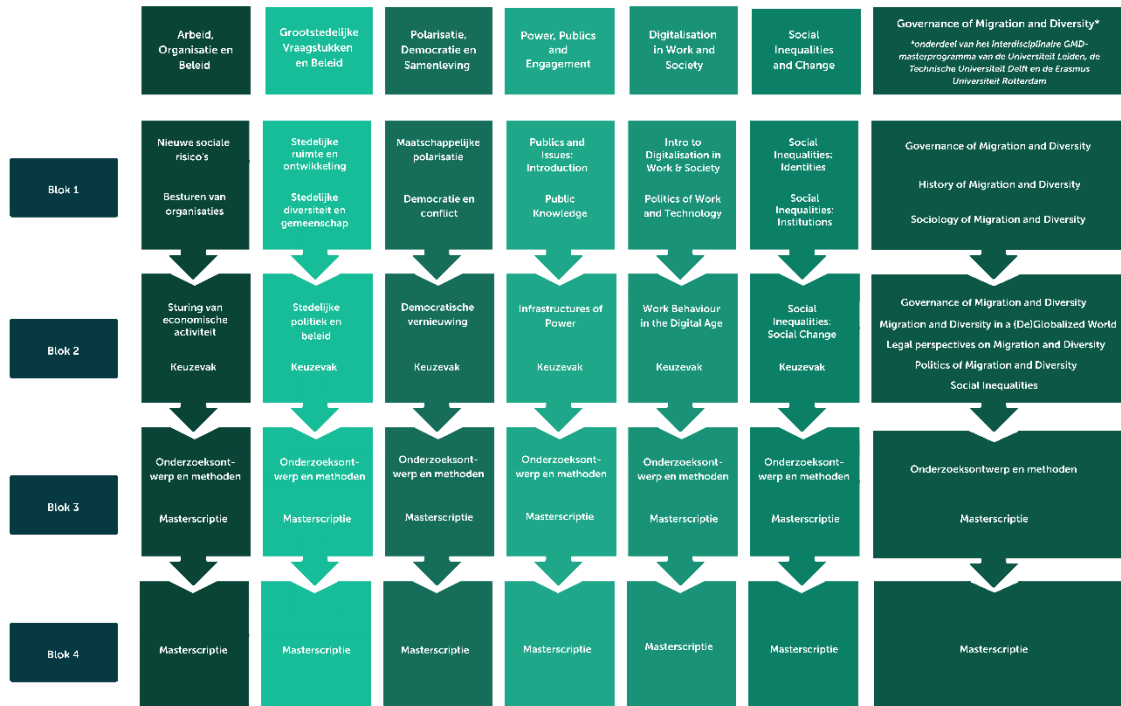 Arbeid,
Organisatie en
Beleid
Grootstedelijke
Vraagstukken
en Beleid
Polarisatie,
Democratie en
Samenleving
Power, Publics
and
Engagement
Digitalisation
in Work and
Society
Social
Inequalities
and Change
Governance of Migration and Diversity*
*onderdeel van het interdisciplinaire GMD-
masterprogramma van de Universiteit Leiden, de
Technische Universiteit Delft en de Erasmus
Universiteit Rotterdam
Blok 1
Nieuwe sociale
risico's
Besturen van
organisaties
Stedelijke
ruimte en
ontwikkeling
Stedelijke
diversiteit en
gemeenschap
Maatschappelijke
polarisatie
Democratie en
conflict
Publics and
Issues:
Introduction
Public
Knowledge
Intro to
Digitalisation in
Work & Society
Politics of Work
and Technology
Social
Inequalities:
Identities
Social
Inequalities:
Institutions
Governance of Migration and Diversity
History of Migration and Diversity
Sociology of Migration and Diversity
Blok 2
Sturing van
economische
activiteit
Keuzevak
Stedelijke
politiek en
beleid
Keuzevak
Democratische
vernieuwing
Keuzevak
Infrastructures of
Power
Keuzevak
Work Behaviour
in the Digital Age
Keuzevak
Social
Inequalities:
Social Change
Keuzevak
Governance of Migration and Diversity
Migration and Diversity in a (De)Globalized World
Legal perspectives on Migration and Diversity
Politics of Migration and Diversity
Social Inequalities
Blok 3
Onderzoeksont-
werp en methoden
Masterscriptie
Onderzoeksont-
werp en methoden
Masterscriptie
Onderzoeksont-
werp en methoden
Masterscriptie
Onderzoeksont-
werp en methoden
Masterscriptie
Onderzoeksont-
werp en methoden
Masterscriptie
Onderzoeksont-
werp en methoden
Masterscriptie
Onderzoeksontwerp en methoden
Masterscriptie
Blok 4
Masterscriptie
Masterscriptie
Masterscriptie
Masterscriptie
Masterscriptie
Masterscriptie
Masterscriptie